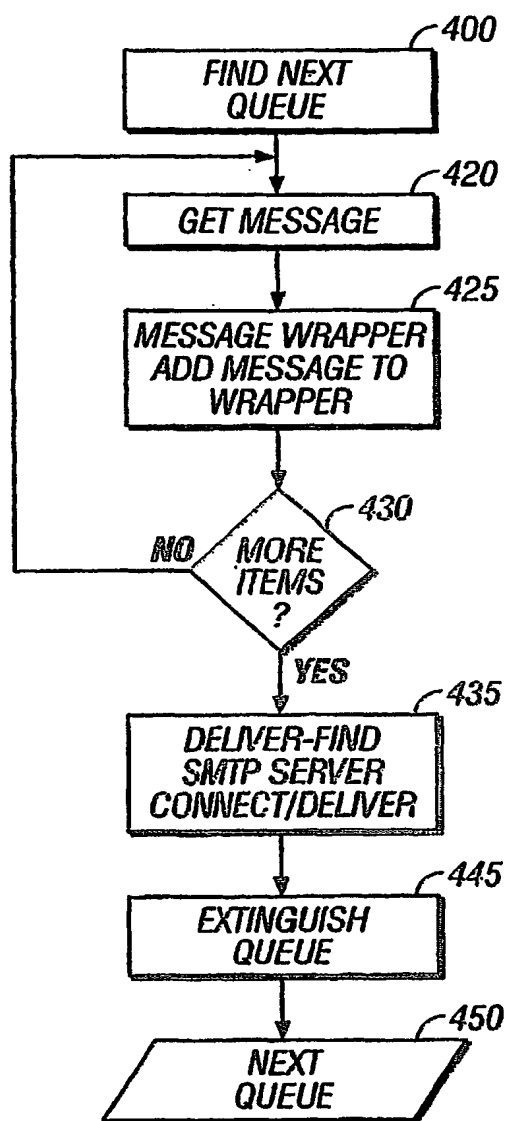 400
FIND NEXT
QUEUE
420
GET MESSAGE
425
MESSAGE WRAPPER
ADD MESSAGE TO
WRAPPER
430
NO
MORE
ITEMS
?
YES
435
DELIVER-FIND
SMTP SERVER
CONNECT/DELIVER
445
EXTINGUISH
QUEUE
450
NEXT
QUEUE